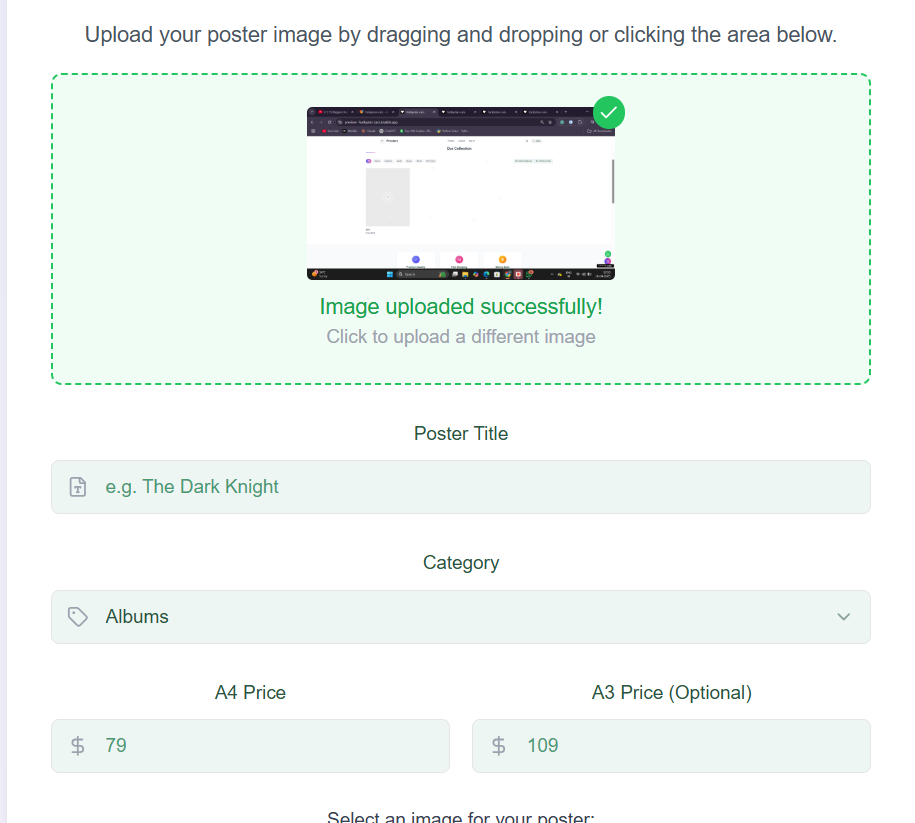 Upload your poster image by dragging and dropping or clicking the area below.
Our Collection
Image uploaded successfully!
Click to upload a different image
Poster Title
e.g. The Dark Knight
Category
Albums
A4 Price
A3 Price (Optional)
$ 79
$ 109
Select an image for your poster: